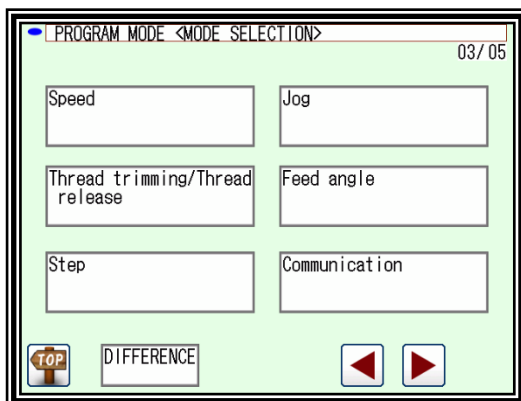 PROGRAM MODE <MODE SELECTION>
03/05
Speed
Jog
Thread trimming/Thread
release
Feed angle
Step
Communication
TOP
DIFFERENCE